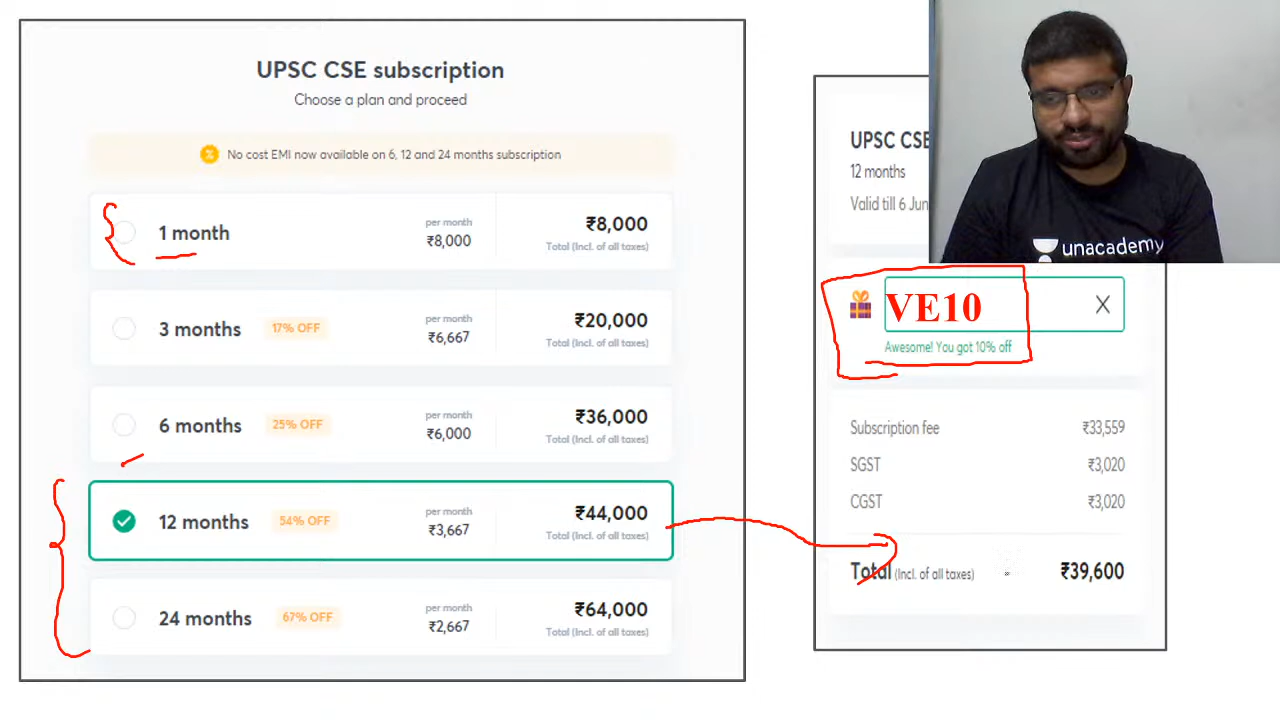 UPSC CSE subscription
Choose a plan and proceed
No cost EMI now available on 6, 12 and 24 months subscription
1 month
per month
₹8,000
₹8,000
Total (Incl. of all taxes)
3 months 17% OFF
per month
₹6,667
₹20,000
Total (Incl. of all taxes)
6 months 25% OFF
per month
₹6,000
₹36,000
Total (Incl. of all taxes)
12 months 54% OFF
per month
₹3,667
₹44,000
Total (Incl. of all taxes)
24 months 67% OFF
per month
₹2,667
₹64,000
Total (Incl. of all taxes)
UPSC CSE
12 months
Valid till 6 Jun
unacademy
VE10 X
Awesome! You got 10% off
Subscription fee ₹33,559
SGST ₹3,020
CGST ₹3,020
Total (Incl. of all taxes) ₹39,600